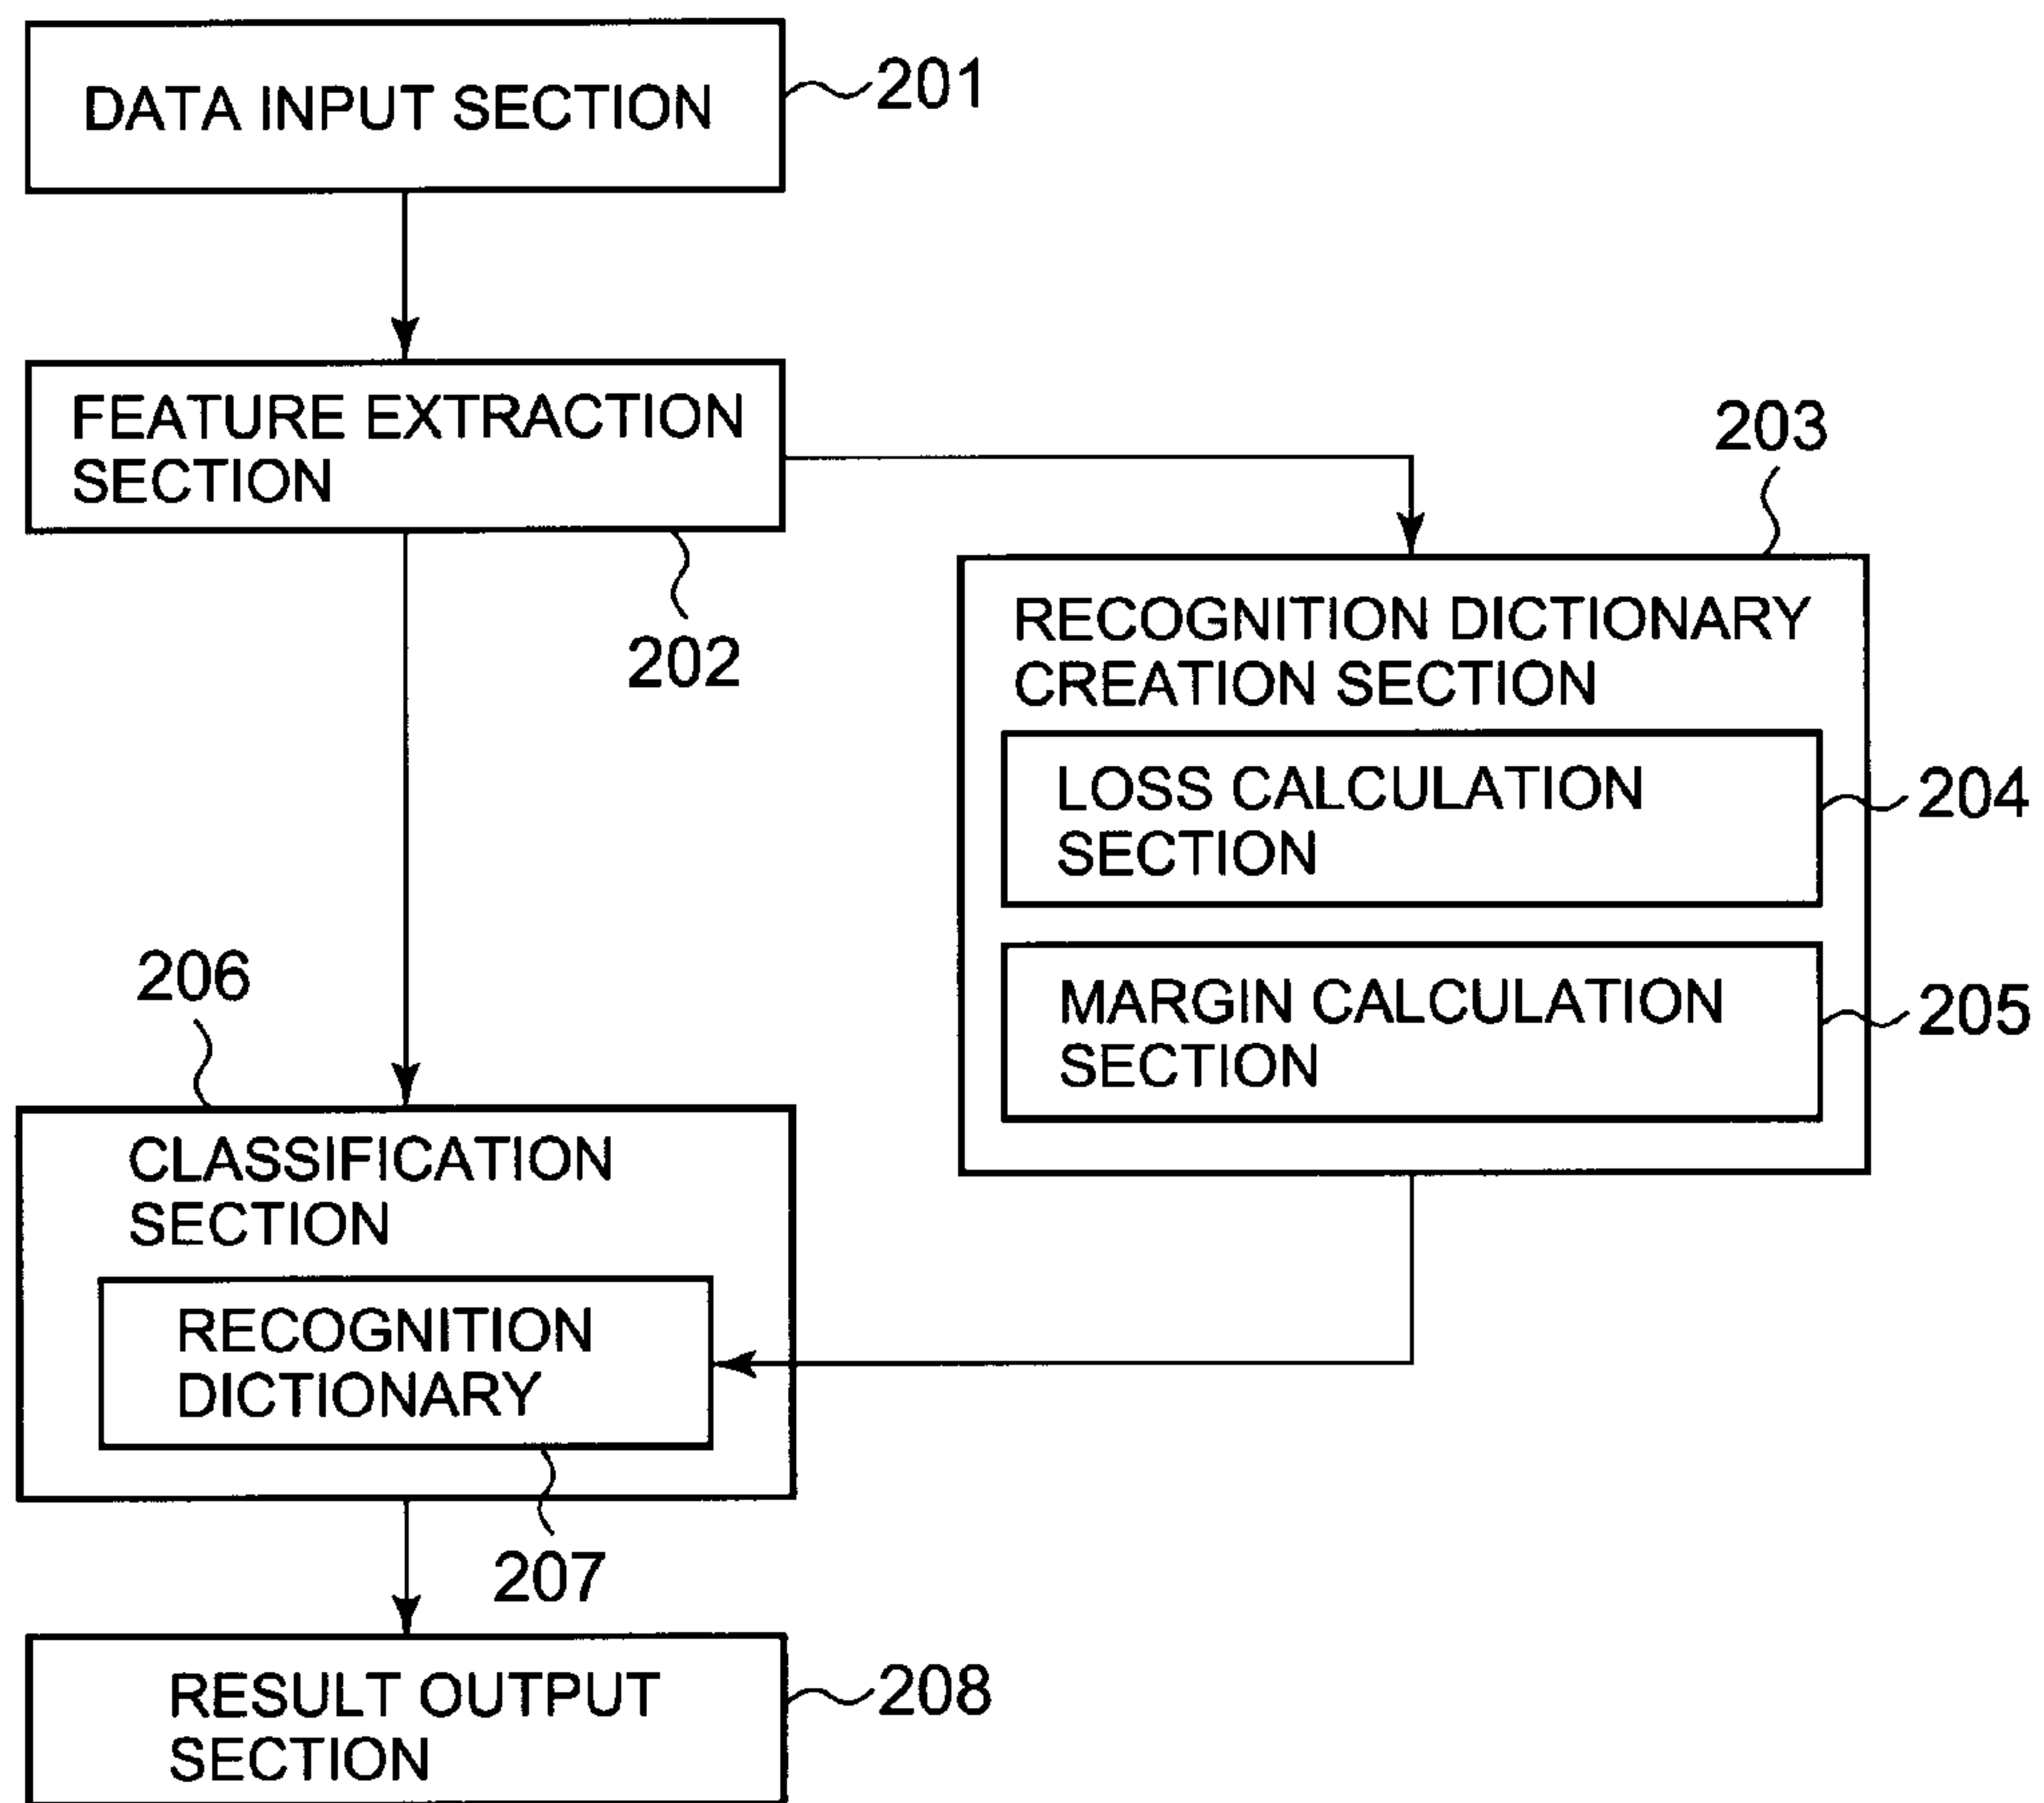 DATA INPUT SECTION
201
FEATURE EXTRACTION
SECTION
202
203
RECOGNITION DICTIONARY
CREATION SECTION
LOSS CALCULATION
SECTION
204
MARGIN CALCULATION
SECTION
205
206
CLASSIFICATION
SECTION
RECOGNITION
DICTIONARY
207
RESULT OUTPUT
SECTION
208